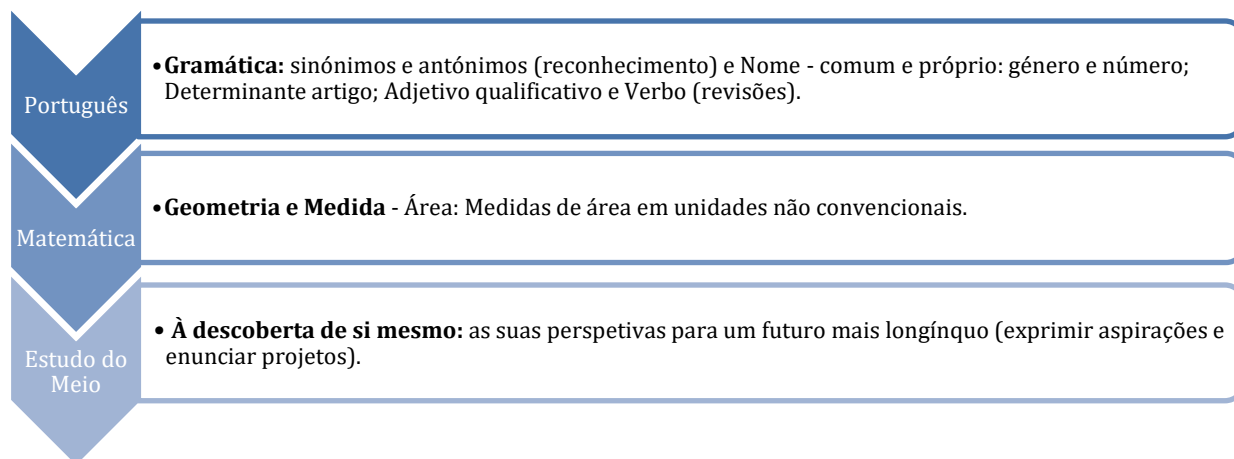 Português
•Gramática: sinónimos e antónimos (reconhecimento) e Nome - comum e próprio: género e número;
Determinante artigo; Adjetivo qualificativo e Verbo (revisões).
Matemática
•Geometria e Medida - Área: Medidas de área em unidades não convencionais.
Estudo do
Meio
• À descoberta de si mesmo: as suas perspetivas para um futuro mais longínquo (exprimir aspirações e
enunciar projetos).